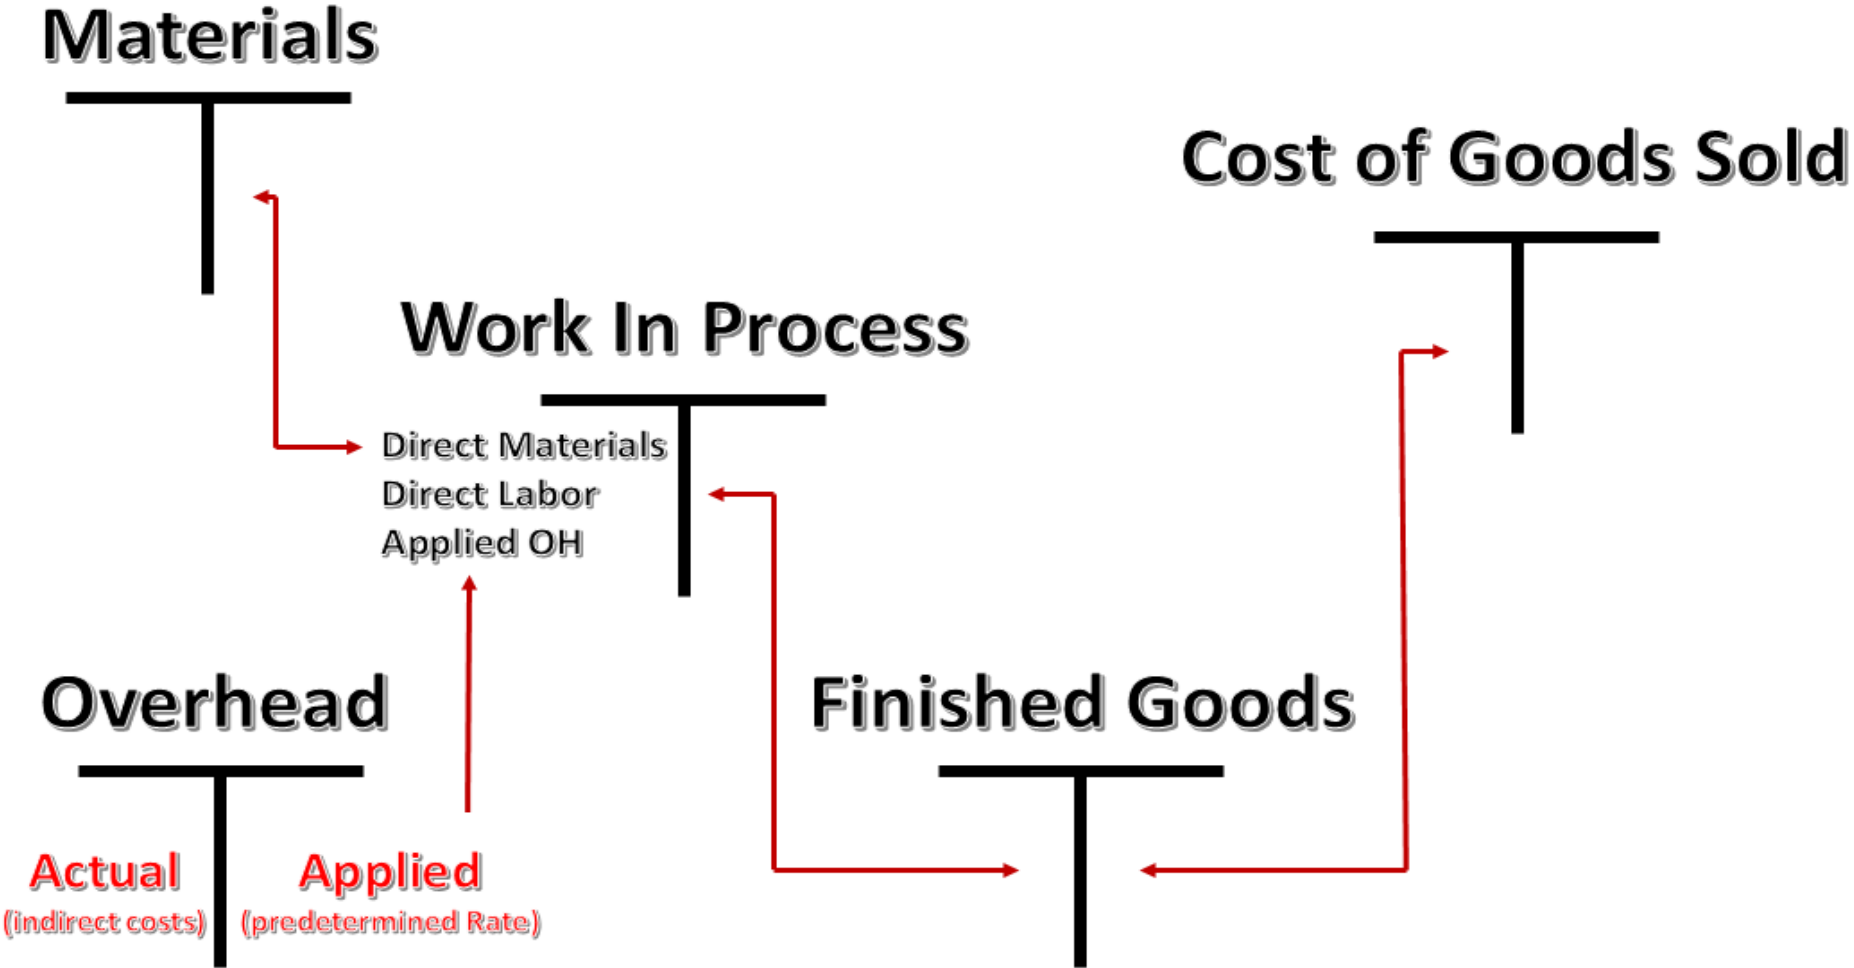 Materials
Cost of Goods Sold
Work In Process
Direct Materials
Direct Labor
Applied OH
Overhead
Finished Goods
Actual
(indirect costs)
Applied
(predetermined Rate)